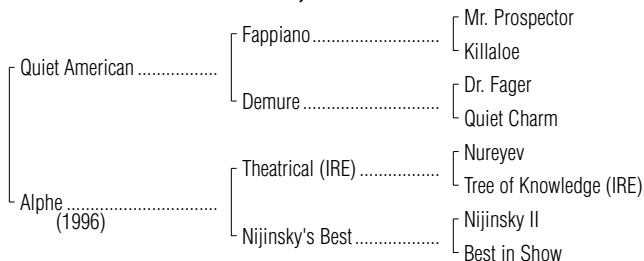 Mr. Prospector
Fappiano
Killaloe
Quiet American
Dr. Fager
Demure
Quiet Charm
Nureyev
Theatrical (IRE)
Tree of Knowledge (IRE)
Alphe
(1996)
Nijinsky II
Nijinsky's Best
Best in Show